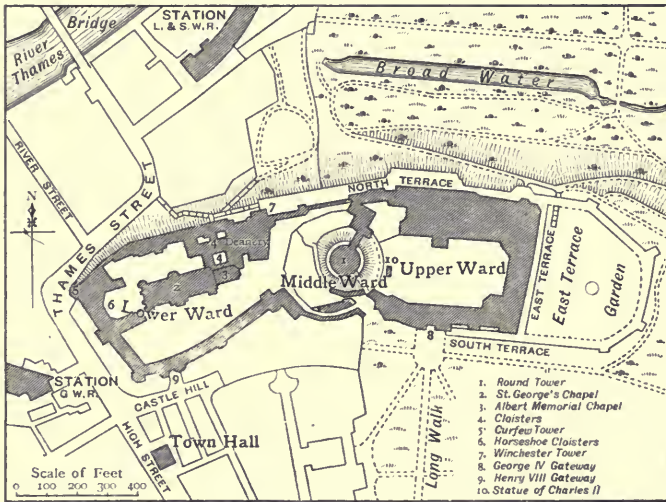 STATION
L. & S.W.R.
Bridge
River
Thames
Broad Water
RIVER STREET
N
THAMES STREET
NORTH TERRACE
7
Deanery
4
4
3
2
1
10
Middle Ward
Upper Ward
6
Lower Ward
EAST TERRACE
East Terrace
Garden
8
SOUTH TERRACE
9
STATION
G.W.R.
CASTLE HILL
HIGH STREET
Town Hall
Long Walk
Scale of Feet
0 100 200 300 400
1. Round Tower
2. St. George's Chapel
3. Albert Memorial Chapel
4. Cloisters
5. Curfew Tower
6. Horseshoe Cloisters
7. Winchester Tower
8. George IV Gateway
9. Henry VIII Gateway
10. Statue of Charles II